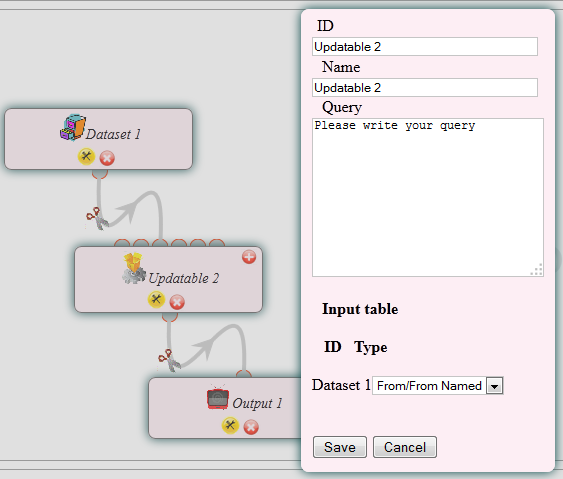 Dataset 1
Updatable 2
Output 1
ID
Updatable 2
Name
Updatable 2
Query
Please write your query
Input table
ID Type
Dataset 1 From/From Named
Save Cancel